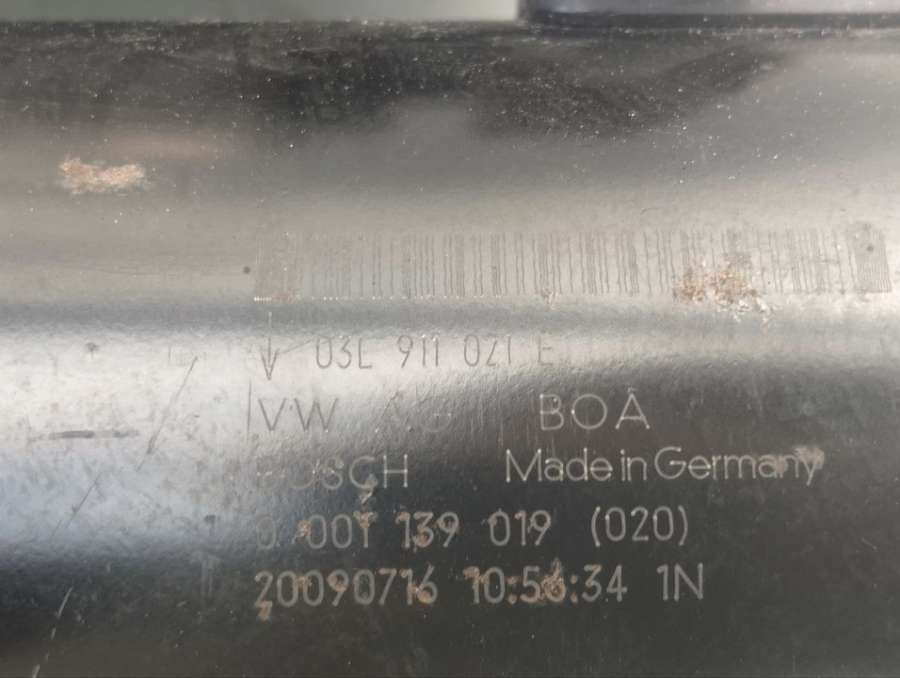 03L 911 021 E
VW BOA
BOSCH Made in Germany
0 001 139 019 (020)
20090716 10:56:34 1N